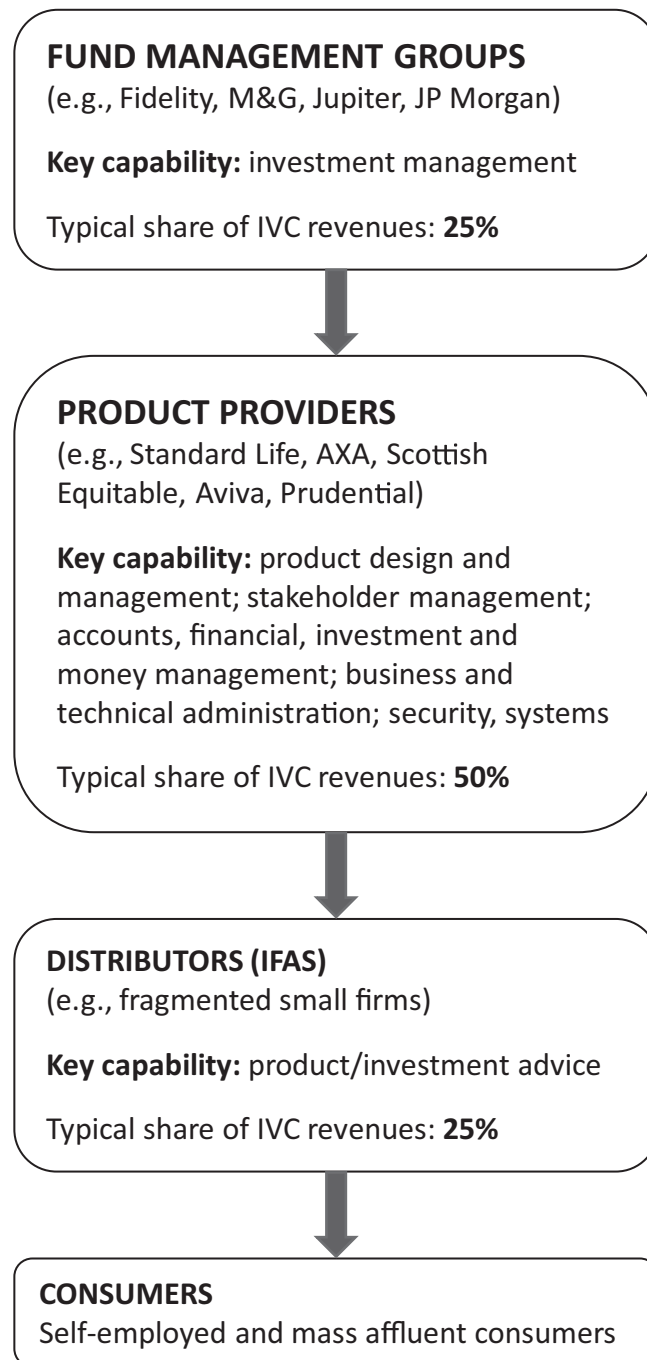 FUND MANAGEMENT GROUPS
(e.g., Fidelity, M&G, Jupiter, JP Morgan)
Key capability: investment management
Typical share of IVC revenues: 25%
PRODUCT PROVIDERS
(e.g., Standard Life, AXA, Scottish
Equitable, Aviva, Prudential)
Key capability: product design and
management; stakeholder management;
accounts, financial, investment and
money management; business and
technical administration; security, systems
Typical share of IVC revenues: 50%
DISTRIBUTORS (IFAS)
(e.g., fragmented small firms)
Key capability: product/investment advice
Typical share of IVC revenues: 25%
CONSUMERS
Self-employed and mass affluent consumers